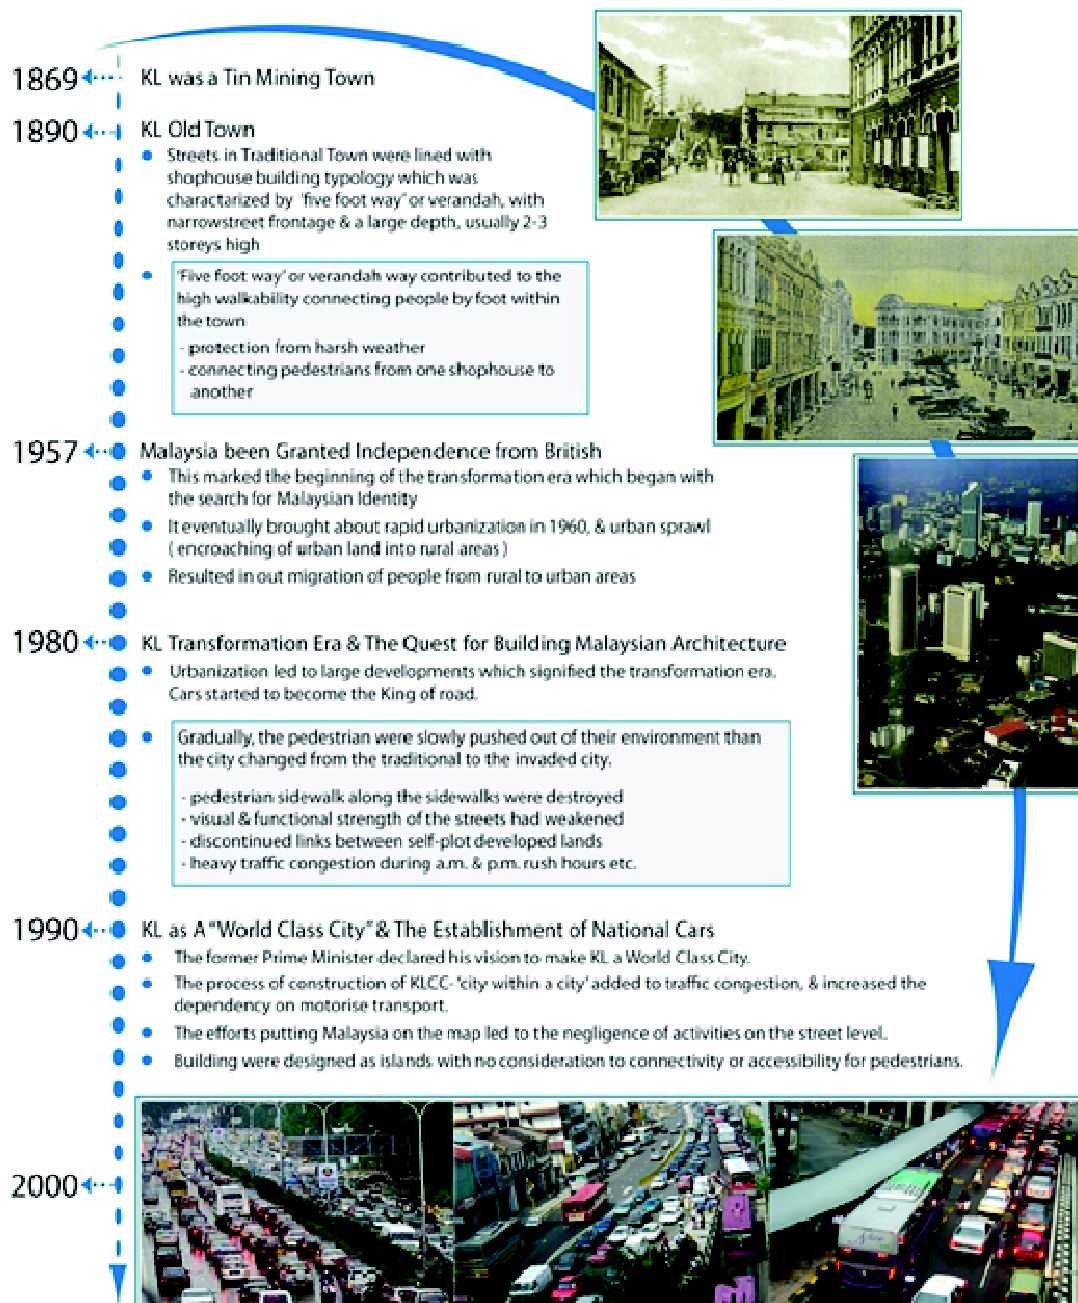 1869
KL was a Tin Mining Town
1890
KL Old Town
Streets in Traditional Town were lined with
shophouse building typology which was
characterized by 'five foot way" or verandah, with
narrowstreet frontage & a large depth, usually 2-3
storeys high
'Five foot way' or verandah way contributed to the
high walkability connecting people by foot within
the town
- protection from harsh weather
- connecting pedestrians from one shophouse to
another
1957
Malaysia been Granted Independence from British
This marked the beginning of the transformation era which began with
the search for Malaysian Identity
It eventually brought about rapid urbanization in 1960, & urban sprawl
( encroaching of urban land into rural areas )
Resulted in out migration of people from rural to urban areas
1980
KL Transformation Era & The Quest for Building Malaysian Architecture
Urbanization led to large developments which signified the transformation era.
Cars started to become the King of road.
Gradually, the pedestrian were slowly pushed out of their environment than
the city changed from the traditional to the invaded city.
- pedestrian sidewalk along the sidewalks were destroyed
- visual & functional strength of the streets had weakened
- discontinued links between self-plot developed lands
- heavy traffic congestion during a.m. & p.m. rush hours etc.
1990
KL as A "World Class City" & The Establishment of National Cars
The former Prime Minister declared his vision to make KL a World Class City.
The process of construction of KLCC- "city within a city' added to traffic congestion, & increased the
dependency on motorise transport.
The efforts putting Malaysia on the map led to the negligence of activities on the street level.
Building were designed as islands with no consideration to connectivity or accessibility for pedestrians.
2000